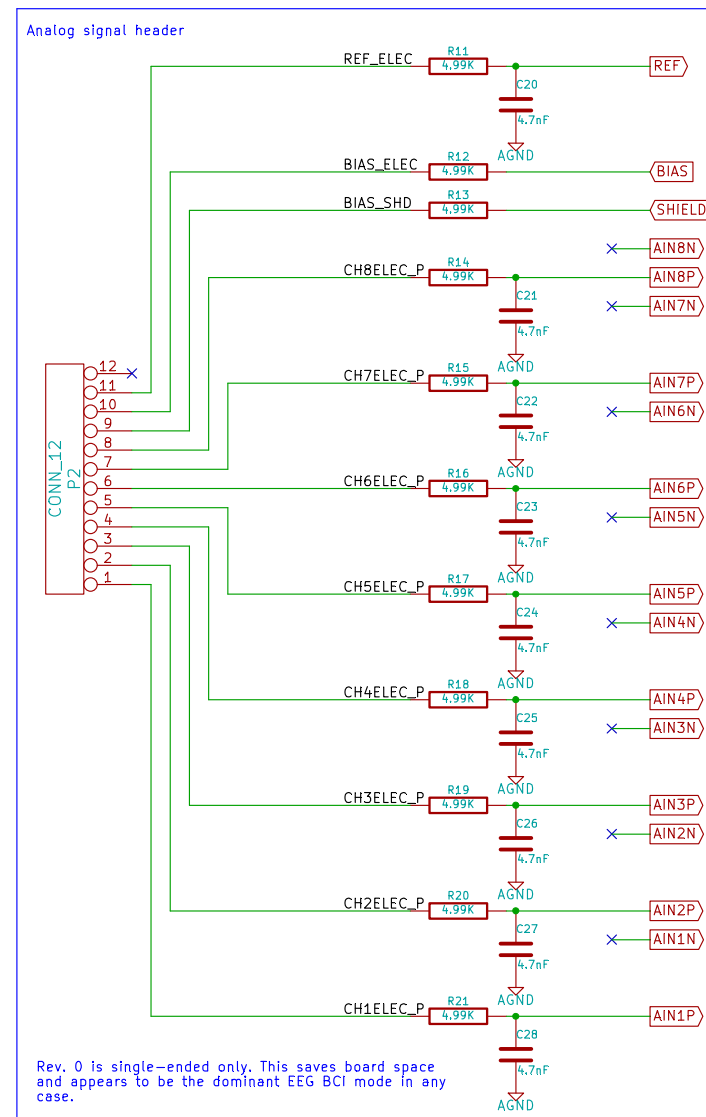 Analog signal header
REF_ELEC
R11
4.99K
REF
C20
4.7nF
AGND
BIAS_ELEC
R12
4.99K
BIAS
BIAS_SHD
R13
4.99K
SHIELD
AIN8N
CH8ELEC_P
R14
4.99K
AIN8P
C21
AIN7N
4.7nF
AGND
CH7ELEC_P
R15
4.99K
AIN7P
C22
AIN6N
4.7nF
AGND
CH6ELEC_P
R16
4.99K
AIN6P
C23
AIN5N
4.7nF
AGND
CH5ELEC_P
R17
4.99K
AIN5P
C24
AIN4N
4.7nF
AGND
CH4ELEC_P
R18
4.99K
AIN4P
C25
AIN3N
4.7nF
AGND
CH3ELEC_P
R19
4.99K
AIN3P
C26
AIN2N
4.7nF
AGND
CH2ELEC_P
R20
4.99K
AIN2P
C27
AIN1N
4.7nF
AGND
CH1ELEC_P
R21
4.99K
AIN1P
C28
4.7nF
AGND
CONN_12
P2
12
11
10
9
8
7
6
5
4
3
2
1
Rev. 0 is single-ended only. This saves board space
and appears to be the dominant EEG BCI mode in any
case.